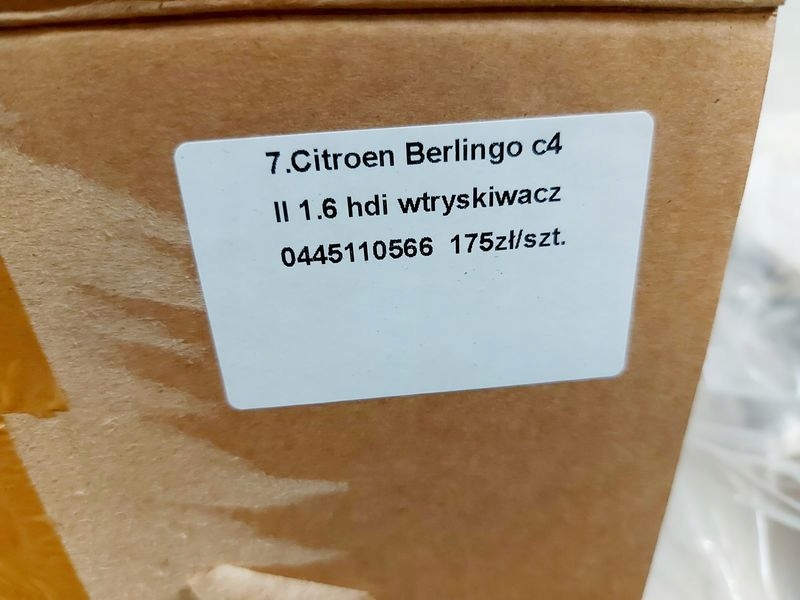 7.Citroen Berlingo c4
II 1.6 hdi wtryskiwacz
0445110566 175zł/szt.